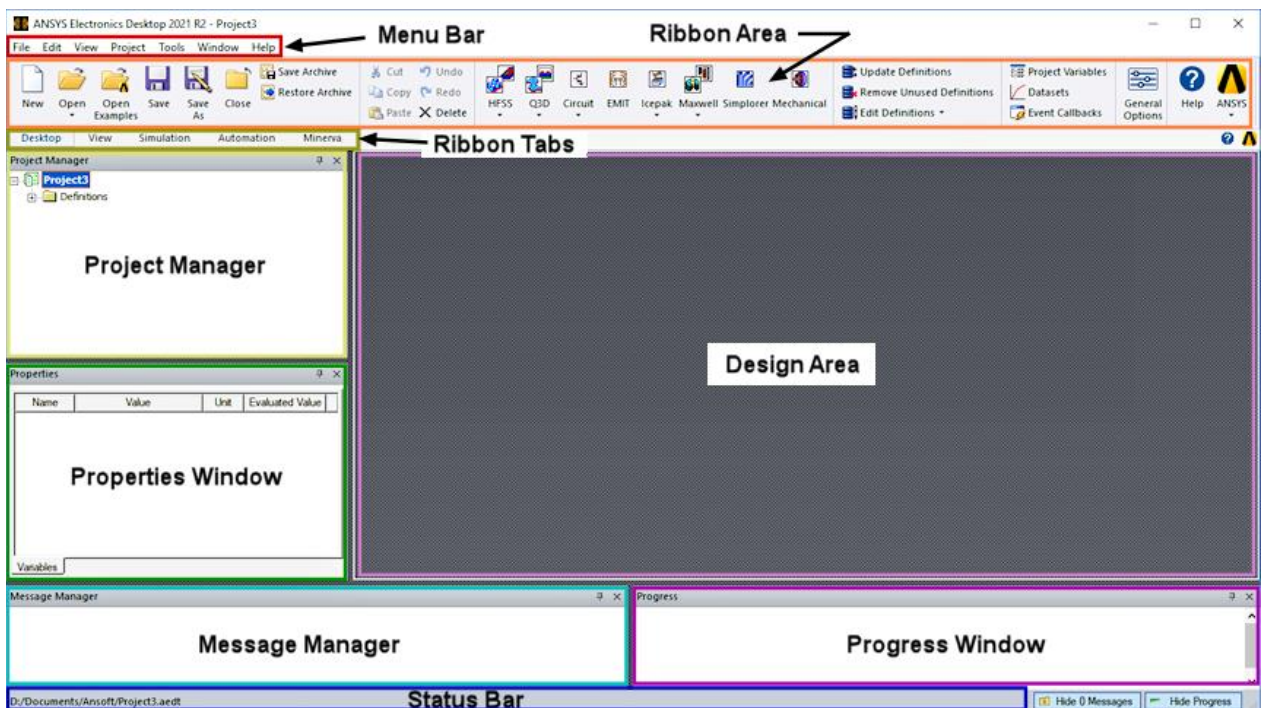 ANSYS Electronics Desktop 2021 R2 - Project3
File Edit View Project Tools Window Help
Menu Bar
Ribbon Area
New
Open
Open Examples
Save
Save As
Close
Save Archive
Restore Archive
Cut
Copy
Paste
Undo
Redo
Delete
HFSS
Q3D
Circuit
EMIT
Icepak
Maxwell
Simplorer
Mechanical
Update Definitions
Remove Unused Definitions
Edit Definitions
Project Variables
Datasets
Event Callbacks
General Options
Help
ANSYS
Desktop View Simulation Automation Minerva
Ribbon Tabs
Project Manager
Project3
Definitions
Project Manager
Design Area
Properties
Name Value Unit Evaluated Value
Properties Window
Variables
Message Manager
Message Manager
Progress
Progress Window
D:/Documents/Ansoft/Project3.aedt
Status Bar
Hide 0 Messages
Hide Progress